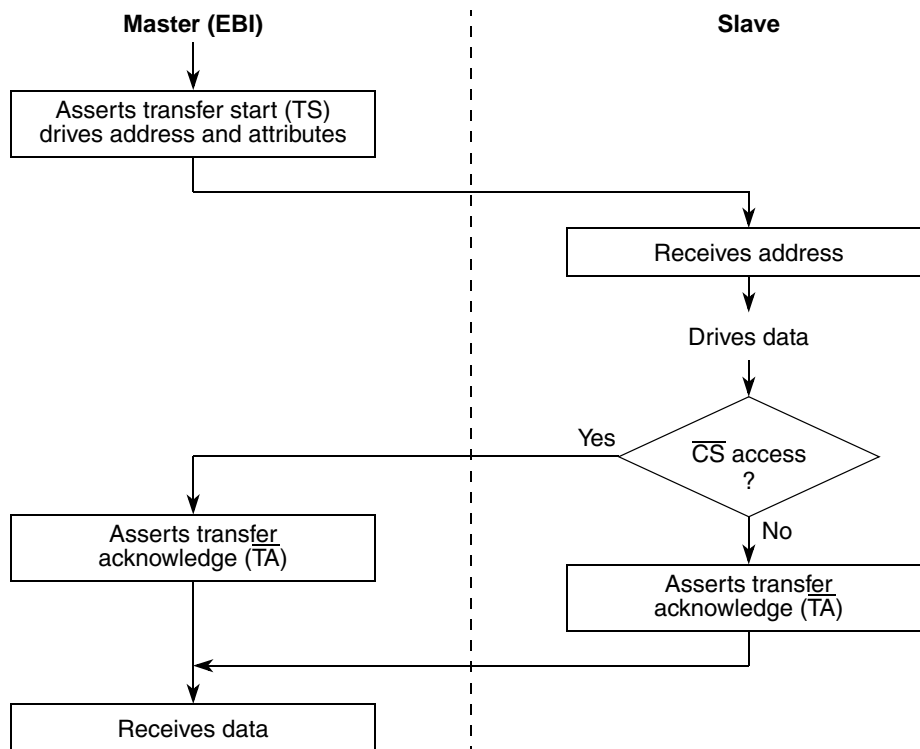 Master (EBI)
Slave
Asserts transfer start (TS)
drives address and attributes
Receives address
Drives data
Yes
CS access
?
No
Asserts transfer
acknowledge (TA)
Asserts transfer
acknowledge (TA)
Receives data